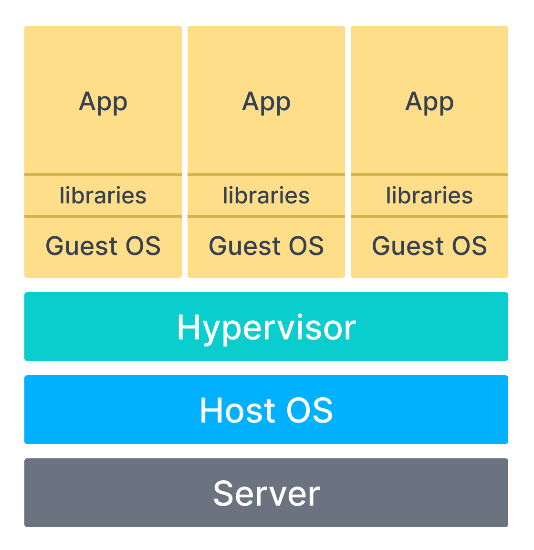 App App App
libraries libraries libraries
Guest OS Guest OS Guest OS
Hypervisor
Host OS
Server